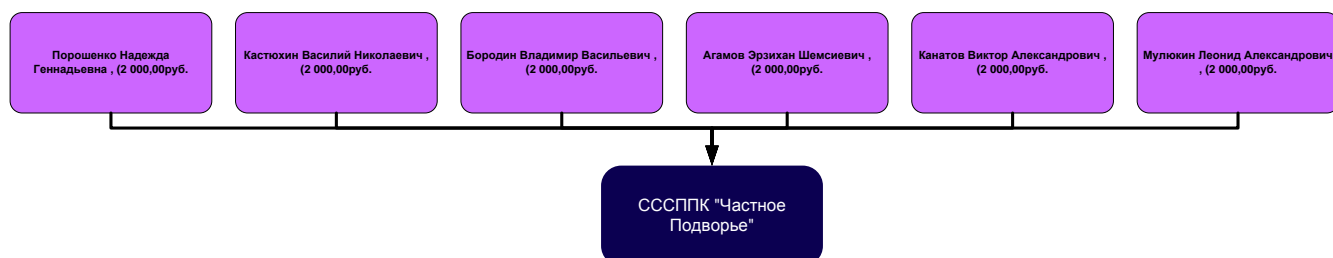 Порошенко Надежда
Геннадьевна , (2 000,00руб.
Кастюхин Василий Николаевич ,
(2 000,00руб.
Бородин Владимир Васильевич ,
(2 000,00руб.
Агамов Эрзихан Шемсиевич ,
(2 000,00руб.
Канатов Виктор Александрович ,
(2 000,00руб.
Мулюкин Леонид Александрович
, (2 000,00руб.
СССППК "Частное
Подворье"